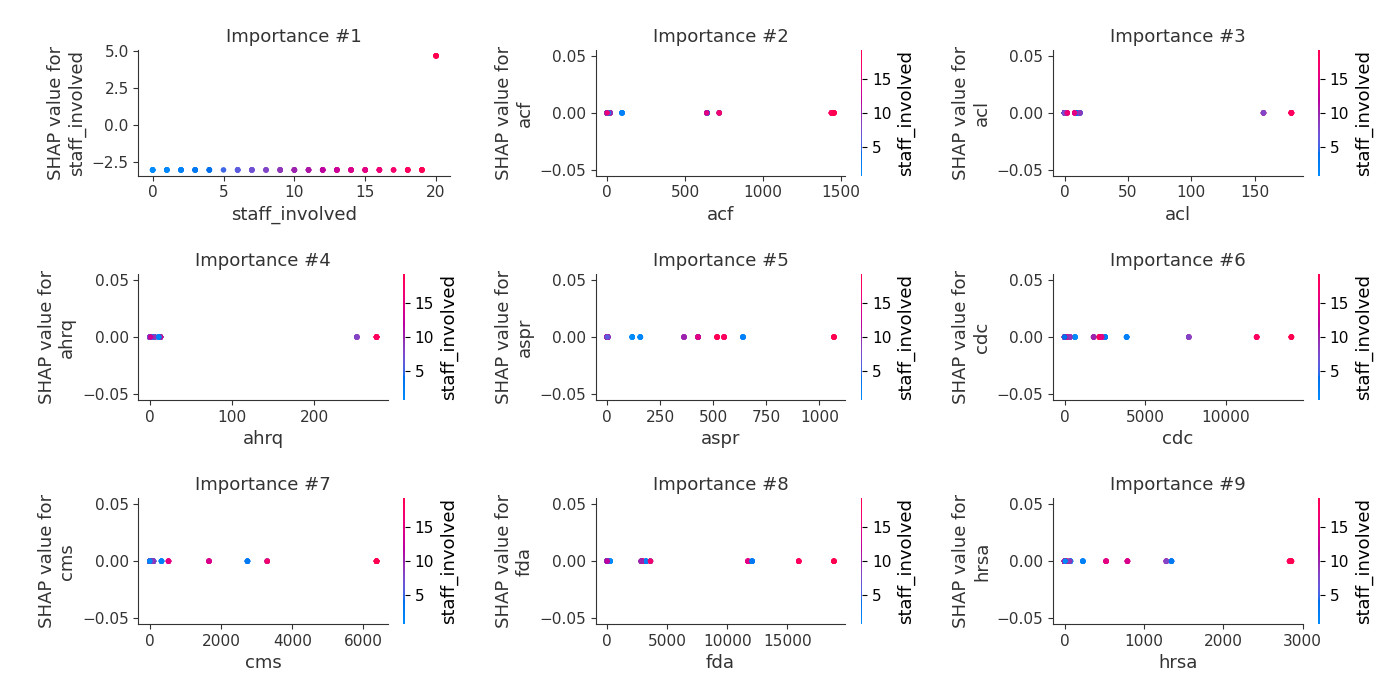 Importance #1
5.0
2.5
0.0
−2.5
SHAP value for
staff_involved
0
5
10
15
20
staff_involved
Importance #2
0.05
0.00
−0.05
SHAP value for
acf
0
500
1000
1500
acf
15
10
5
staff_involved
Importance #3
0.05
0.00
−0.05
SHAP value for
acl
0
50
100
150
acl
15
10
5
staff_involved
Importance #4
0.05
0.00
−0.05
SHAP value for
ahrq
0
100
200
ahrq
15
10
5
staff_involved
Importance #5
0.05
0.00
−0.05
SHAP value for
aspr
0
250
500
750
1000
aspr
15
10
5
staff_involved
Importance #6
0.05
0.00
−0.05
SHAP value for
cdc
0
5000
10000
cdc
15
10
5
staff_involved
Importance #7
0.05
0.00
−0.05
SHAP value for
cms
0
2000
4000
6000
cms
15
10
5
staff_involved
Importance #8
0.05
0.00
−0.05
SHAP value for
fda
0
5000
10000
15000
fda
15
10
5
staff_involved
Importance #9
0.05
0.00
−0.05
SHAP value for
hrsa
0
1000
2000
3000
hrsa
15
10
5
staff_involved